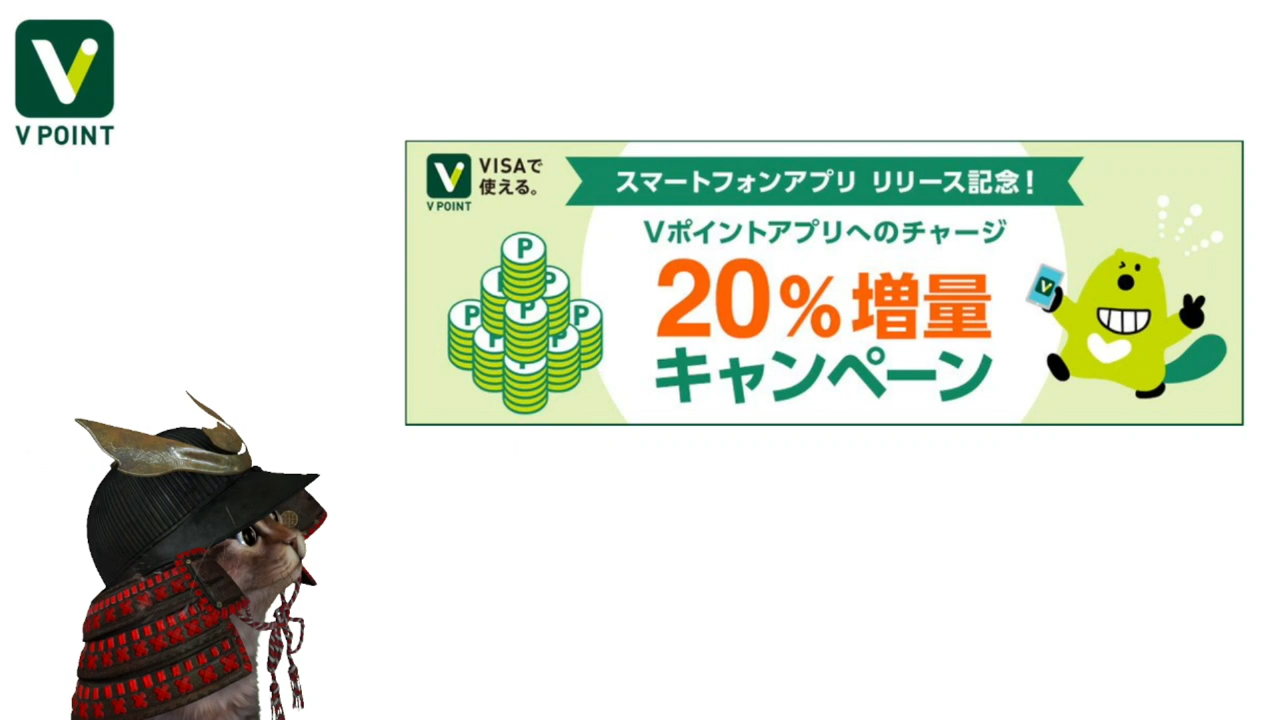 V POINT
VISAで
使える。
V POINT
スマートフォンアプリ リリース記念！
Vポイントアプリへのチャージ
20%増量
キャンペーン
P
P
P
P
P
P
P